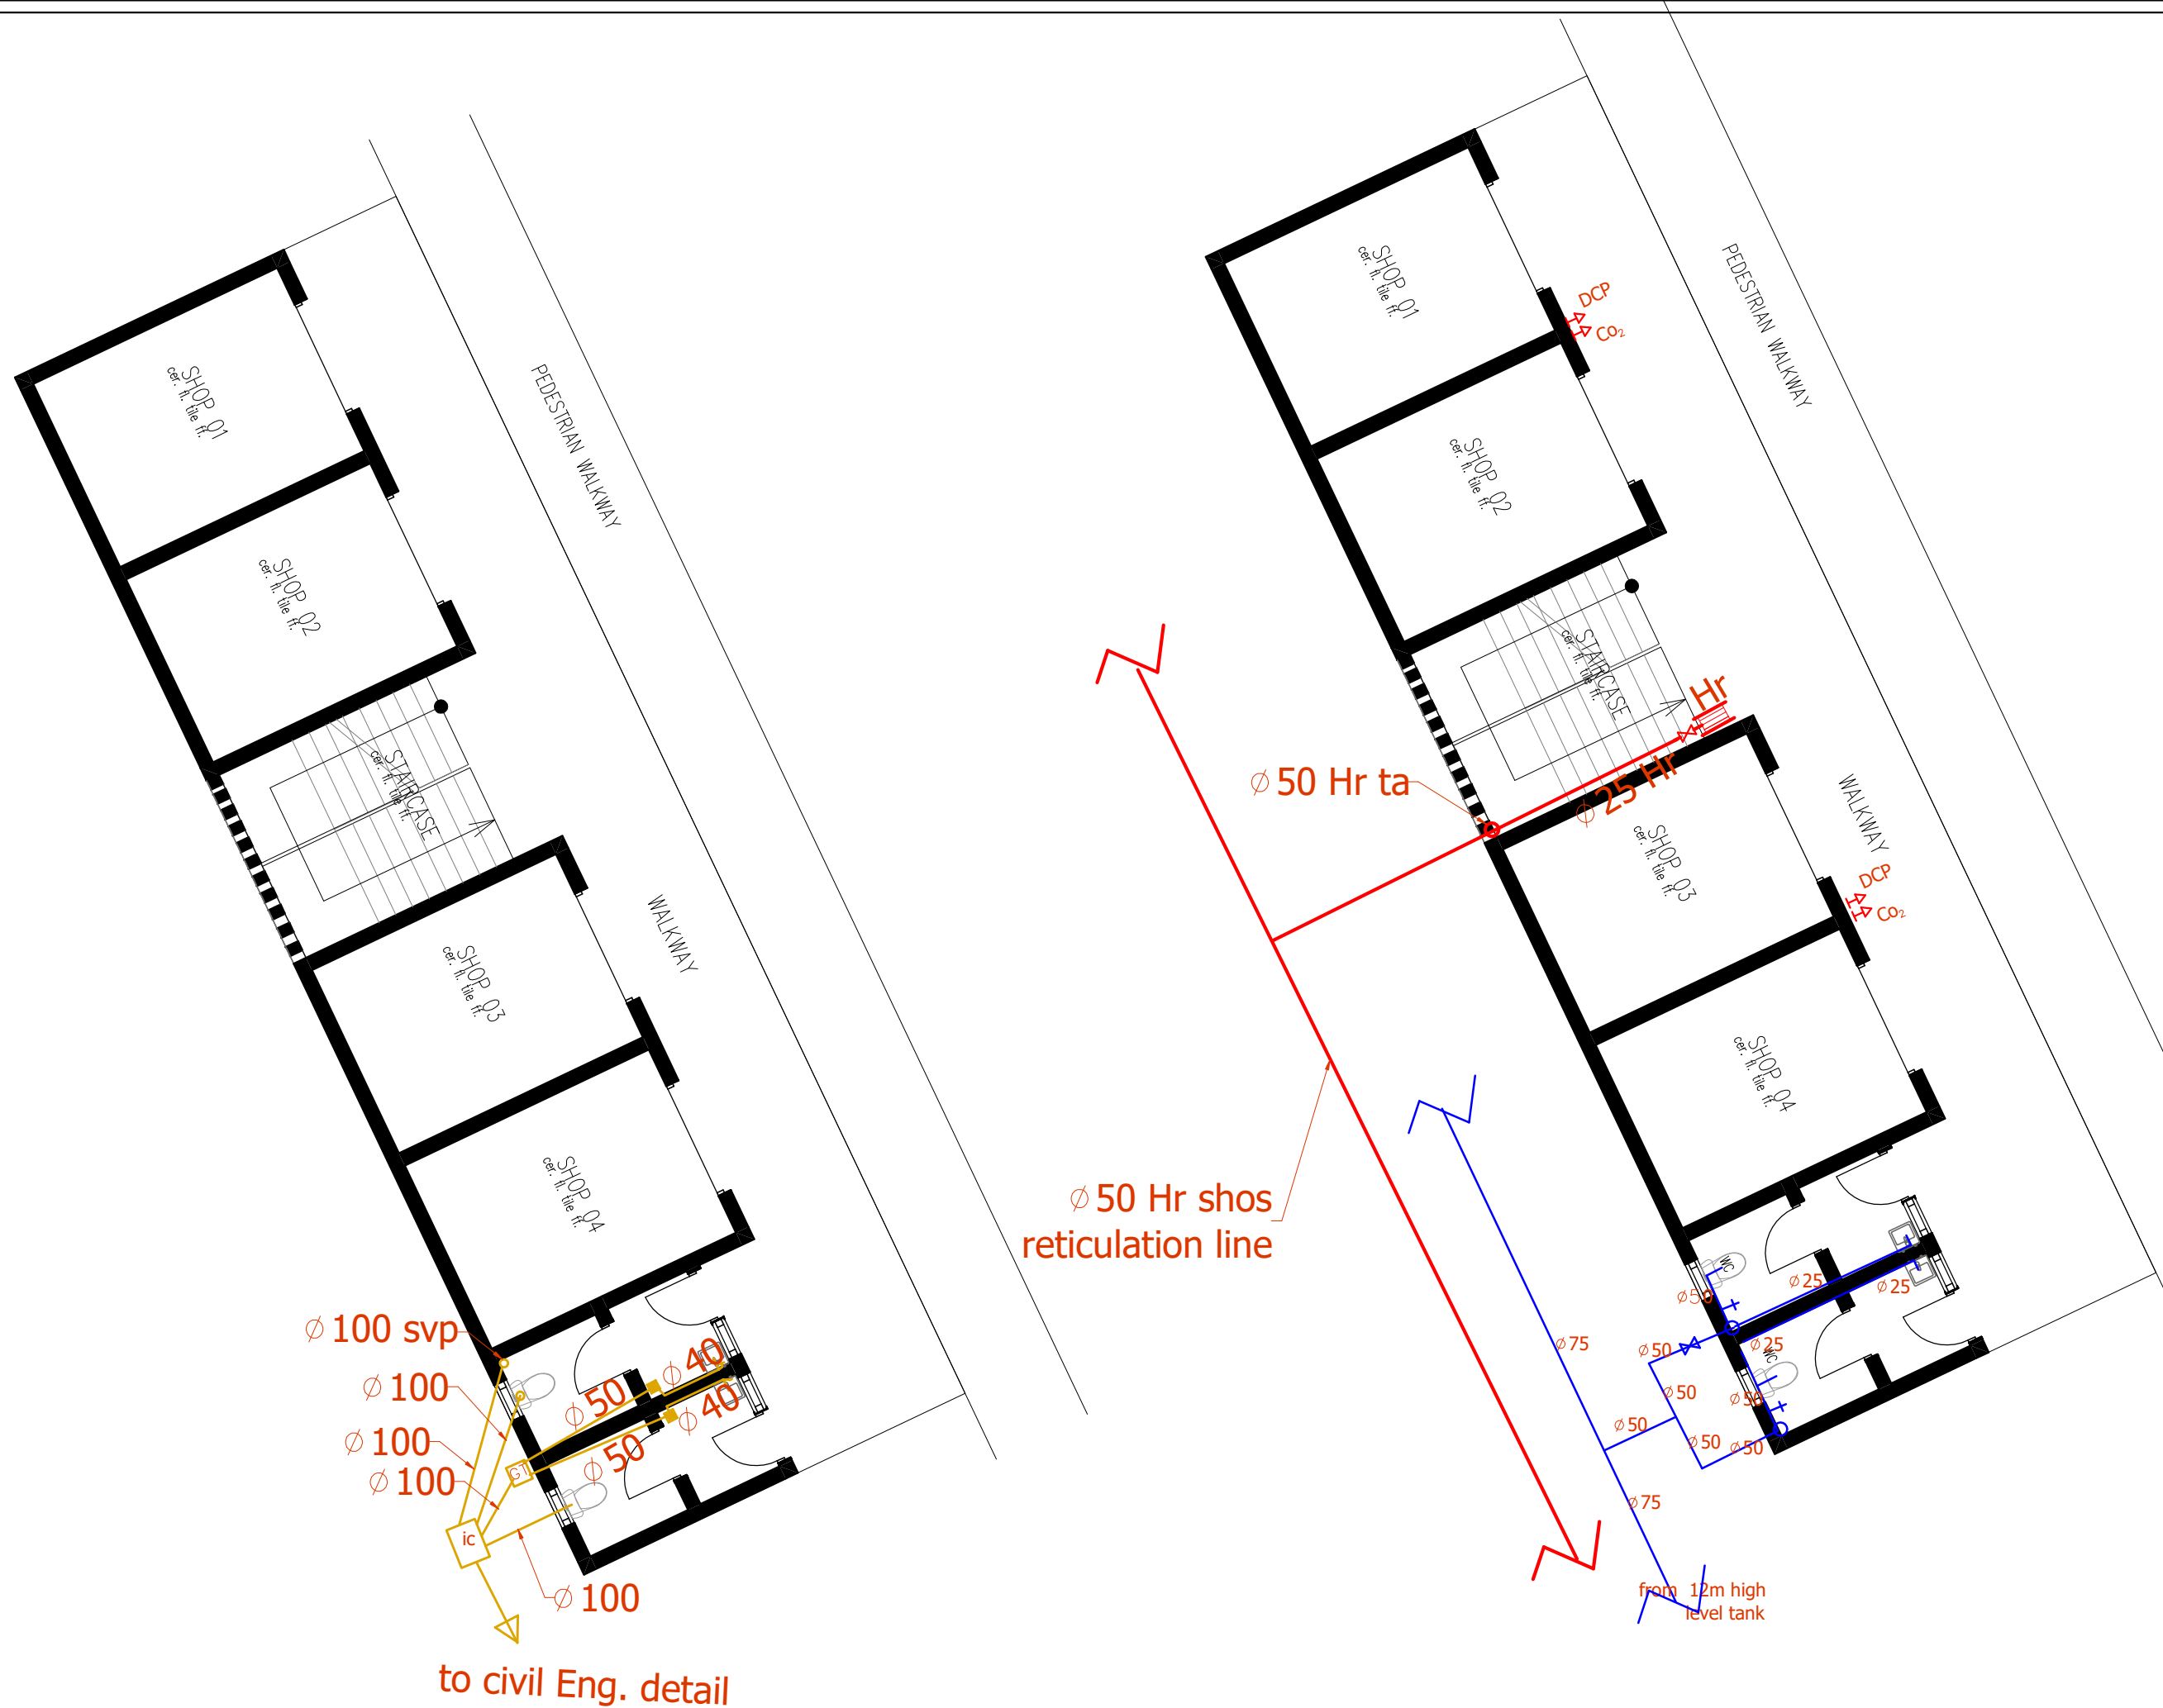 SHOP 01
cer. fl. tile ff.
PEDESTRIAN WALKWAY
SHOP 02
cer. fl. tile ff.
STAIRCASE
cer. fl. tile ff.
WALKWAY
SHOP 03
cer. fl. tile ff.
SHOP 04
cer. fl. tile ff.
∅ 100 svp
∅ 100
∅ 100
∅ 100
∅ 50
∅ 40
∅ 40
∅ 50
GT
ic
∅ 100
to civil Eng. detail
SHOP 01
cer. fl. tile ff.
DCP
Co₂
PEDESTRIAN WALKWAY
SHOP 02
cer. fl. tile ff.
STAIRCASE
cer. fl. tile ff.
Hr
∅ 50 Hr ta
∅ 25 Hr
WALKWAY
SHOP 03
cer. fl. tile ff.
DCP
Co₂
SHOP 04
cer. fl. tile ff.
∅ 50 Hr shos
reticulation line
WC
∅25
∅25
∅50
∅75
∅50
∅25
WC
∅50
∅50
∅50
∅50
∅50
∅75
from 12m high
level tank